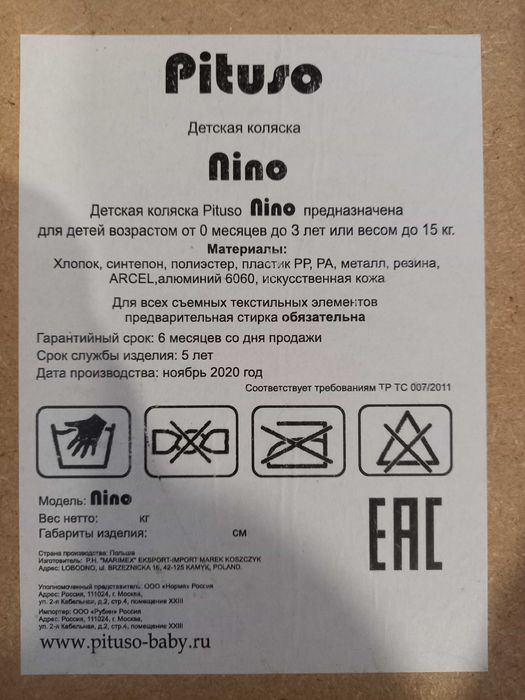 Pituso
Детская коляска
Nino
Детская коляска Pituso Nino предназначена
для детей возрастом от 0 месяцев до 3 лет или весом до 15 кг.
Материалы:
Хлопок, синтепон, полиэстер, пластик РР, РА, металл, резина,
ARCEL,алюминий 6060, искусственная кожа
Для всех съемных текстильных элементов
предварительная стирка обязательна
Гарантийный срок: 6 месяцев со дня продажи
Срок службы изделия: 5 лет
Дата производства: ноябрь 2020 год
Соответствует требованиям ТР ТС 007/2011
Модель: Nino
Вес нетто: кг
Габариты изделия: см
EAC
Страна производства: Польша
Изготовитель: P.H. "MARIMEX" EKSPORT-IMPORT MAREK KOSZCZYK
Адрес: LOBODNO, ul. BRZEZNICKA 16, 42-125 KAMYK, POLAND.
Уполномоченный представитель: ООО «Норма» Россия
Адрес: Россия, 111024, г. Москва,
ул. 2-я Кабельная, д.2, стр.4, помещение XXIII
Импортер: ООО «Рубин» Россия
Адрес: Россия, 111024, г. Москва,
ул. 2-я Кабельная, д.2, стр.4, помещение XXIII
www.pituso-baby.ru